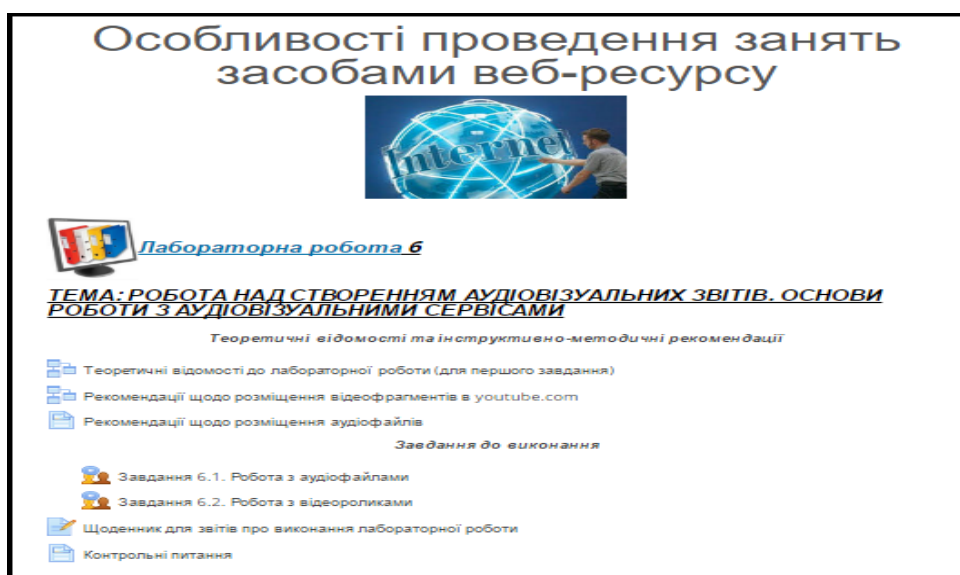 Особливості проведення занять
засобами веб-ресурсу
Internet
Лабораторна робота 6
ТЕМА: РОБОТА НАД СТВОРЕННЯМ АУДІОВІЗУАЛЬНИХ ЗВІТІВ. ОСНОВИ
РОБОТИ З АУДІОВІЗУАЛЬНИМИ СЕРВІСАМИ
Теоретичні відомості та інструктивно-методичні рекомендації
Теоретичні відомості до лабораторної роботи (для першого завдання)
Рекомендації щодо розміщення відеофрагментів в youtube.com
Рекомендації щодо розміщення аудіофайлів
Завдання до виконання
Завдання 6.1. Робота з аудіофайлами
Завдання 6.2. Робота з відеороликами
Щоденник для звітів про виконання лабораторної роботи
Контрольні питання